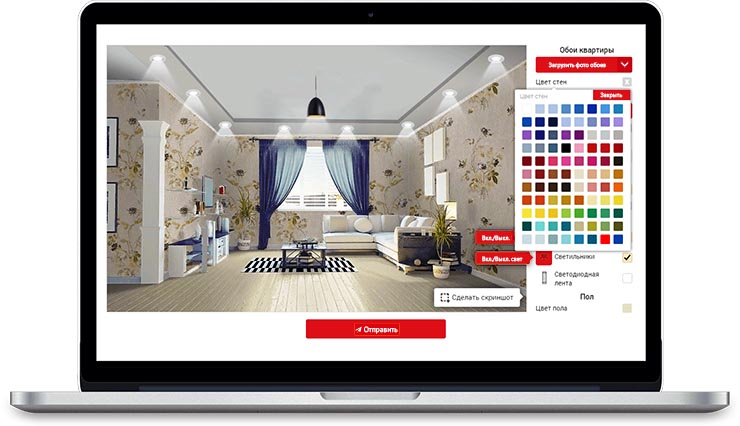 Обои квартиры
Загрузить фото обоев
Цвет стен
Цвет стен
Закрыть
Вкл./Выкл.
Вкл./Выкл. свет
Светильники
Светодиодная
лента
Сделать скриншот
Пол
Цвет пола
Отправить